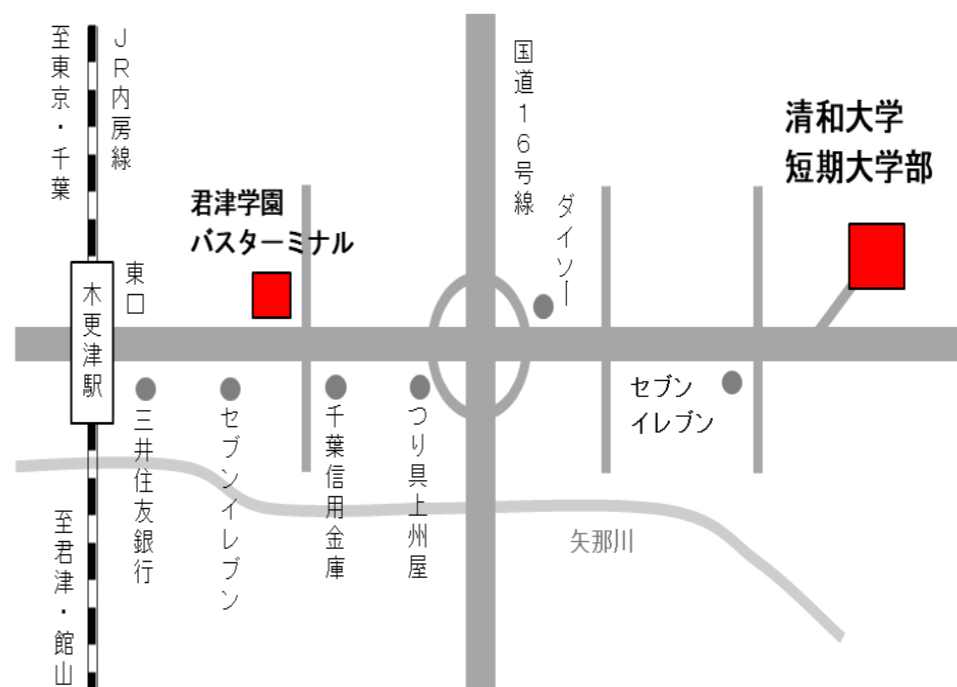 至東京・千葉
JR内房線
国道16号線
清和大学
短期大学部
君津学園
バスターミナル
ダイソー
東口
木更津駅
三井住友銀行
セブンイレブン
千葉信用金庫
つり具上州屋
セブン
イレブン
矢那川
至君津・館山